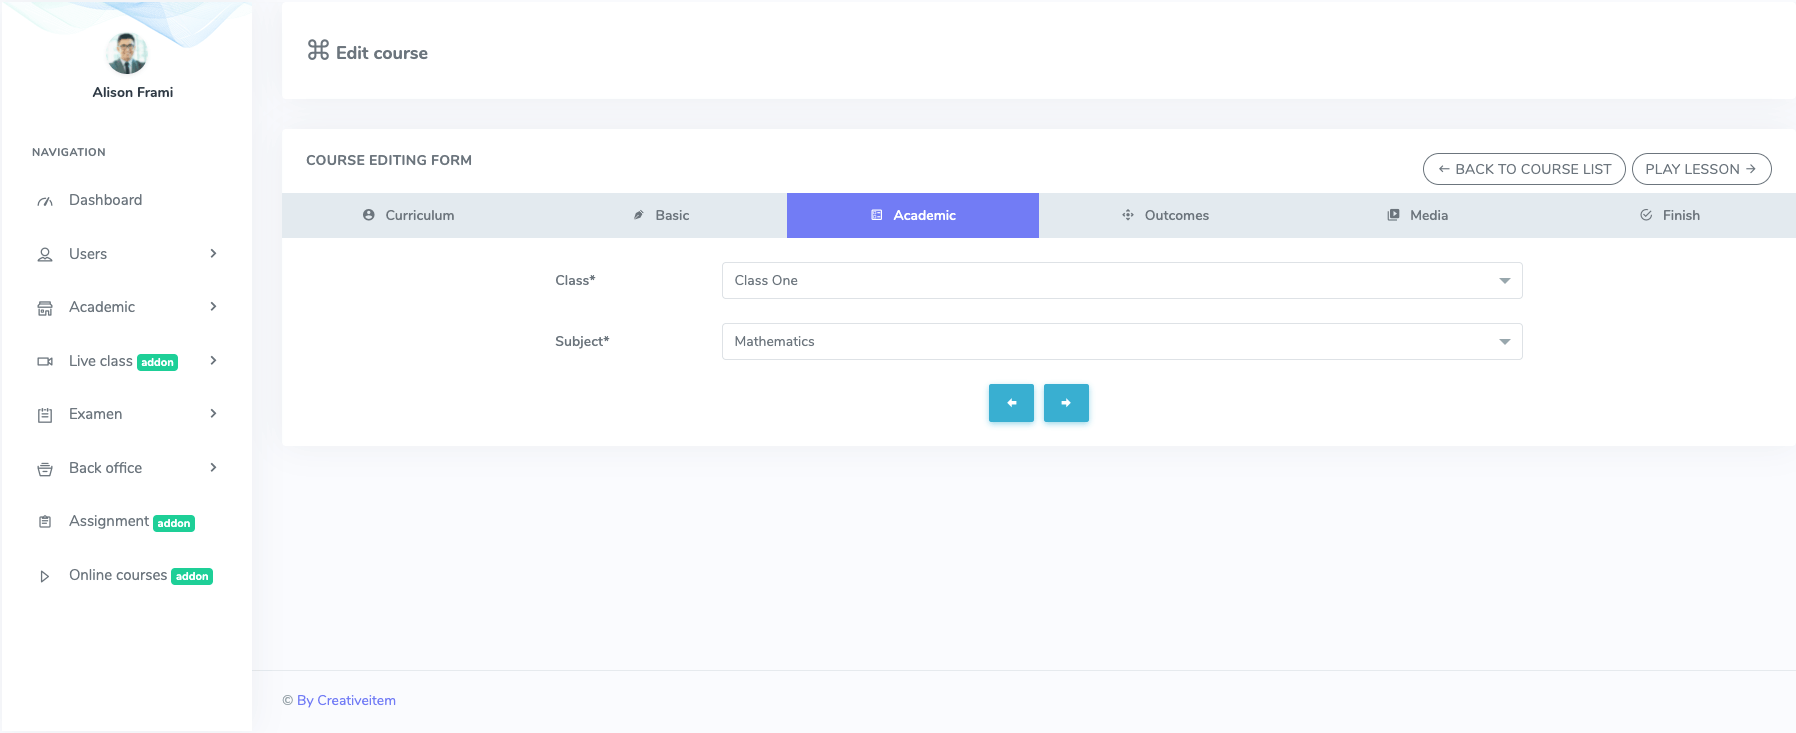 Alison Frami
NAVIGATION
Dashboard
Users
Academic
Live class addon
Examen
Back office
Assignment addon
Online courses addon
Edit course
COURSE EDITING FORM
← BACK TO COURSE LIST
PLAY LESSON →
Curriculum
Basic
Academic
Outcomes
Media
Finish
Class*
Class One
Subject*
Mathematics
© By Creativeitem